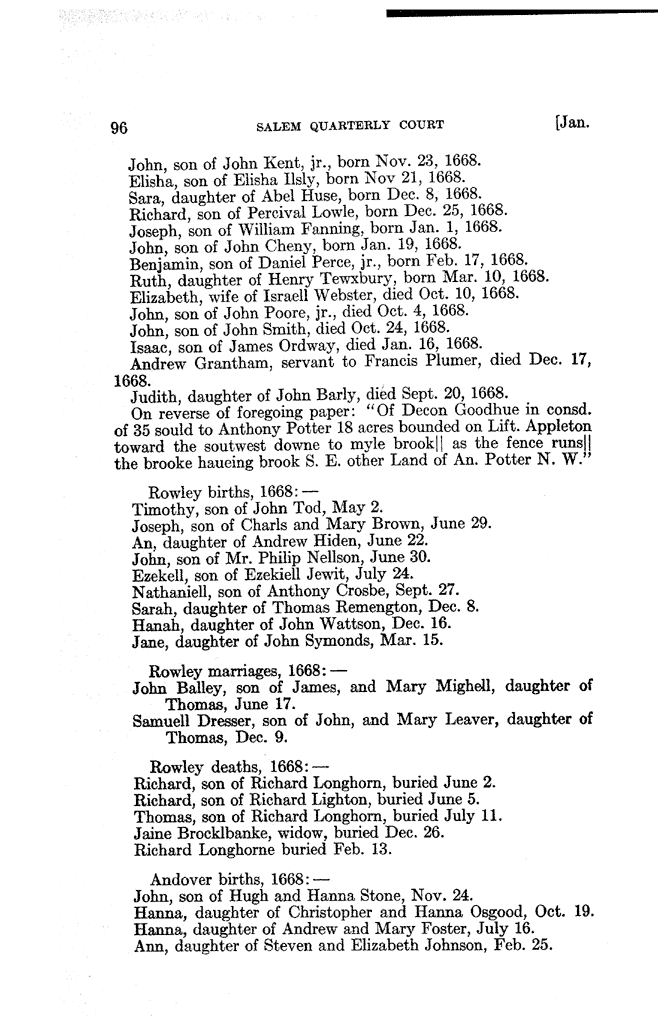 96 SALEM QUARTERLY COURT [Jan.
John, son of John Kent, jr., born Nov. 23, 1668.
Elisha, son of Elisha Ilsly, born Nov 21, 1668.
Sara, daughter of Abel Huse, born Dec. 8, 1668.
Richard, son of Percival Lowle, born Dec. 25, 1668.
Joseph, son of William Fanning, born Jan. 1, 1668.
John, son of John Cheny, born Jan. 19, 1668.
Benjamin, son of Daniel Perce, jr., born Feb. 17, 1668.
Ruth, daughter of Henry Tewxbury, born Mar. 10, 1668.
Elizabeth, wife of Israell Webster, died Oct. 10, 1668.
John, son of John Poore, jr., died Oct. 4, 1668.
John, son of John Smith, died Oct. 24, 1668.
Isaac, son of James Ordway, died Jan. 16, 1668.
Andrew Grantham, servant to Francis Plumer, died Dec. 17,
1668.
Judith, daughter of John Barly, died Sept. 20, 1668.
On reverse of foregoing paper: "Of Decon Goodhue in consd.
of 35 sould to Anthony Potter 18 acres bounded on Lift. Appleton
toward the soutwest downe to myle brook|| as the fence runs||
the brooke haueing brook S. E. other Land of An. Potter N. W."
Rowley births, 1668:—
Timothy, son of John Tod, May 2.
Joseph, son of Charls and Mary Brown, June 29.
An, daughter of Andrew Hiden, June 22.
John, son of Mr. Philip Nellson, June 30.
Ezekell, son of Ezekiell Jewit, July 24.
Nathaniell, son of Anthony Crosbe, Sept. 27.
Sarah, daughter of Thomas Remengton, Dec. 8.
Hanah, daughter of John Wattson, Dec. 16.
Jane, daughter of John Symonds, Mar. 15.
Rowley marriages, 1668:—
John Balley, son of James, and Mary Mighell, daughter of
Thomas, June 17.
Samuell Dresser, son of John, and Mary Leaver, daughter of
Thomas, Dec. 9.
Rowley deaths, 1668:—
Richard, son of Richard Longhorn, buried June 2.
Richard, son of Richard Lighton, buried June 5.
Thomas, son of Richard Longhorn, buried July 11.
Jaine Brocklbanke, widow, buried Dec. 26.
Richard Longhorne buried Feb. 13.
Andover births, 1668:—
John, son of Hugh and Hanna Stone, Nov. 24.
Hanna, daughter of Christopher and Hanna Osgood, Oct. 19.
Hanna, daughter of Andrew and Mary Foster, July 16.
Ann, daughter of Steven and Elizabeth Johnson, Feb. 25.